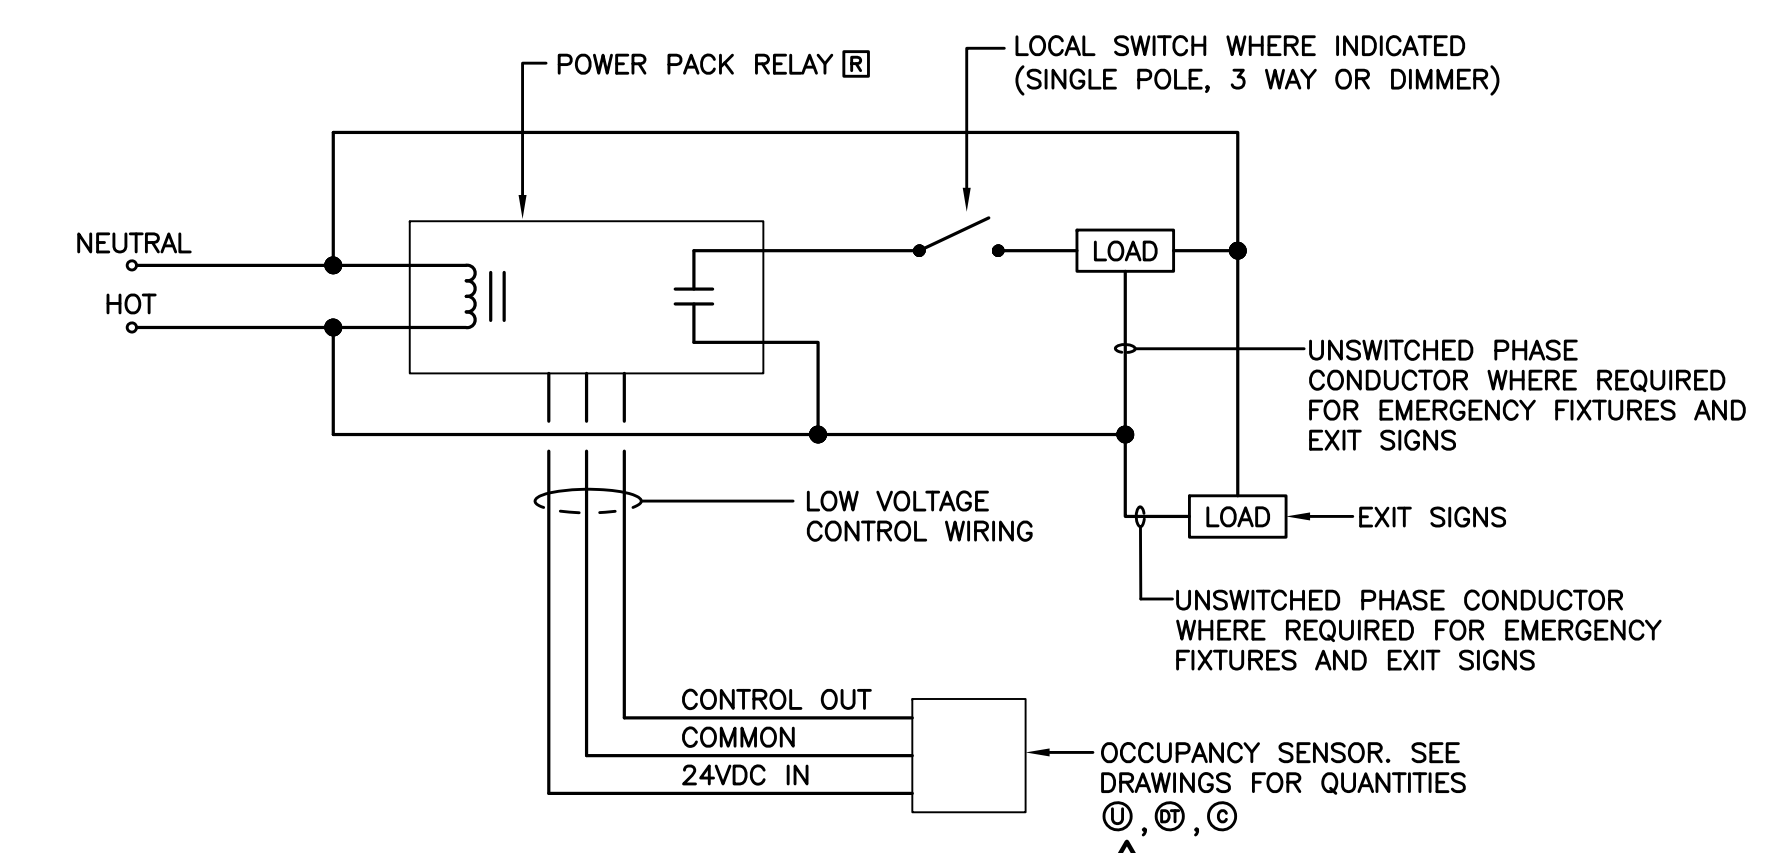 POWER PACK RELAY R
LOCAL SWITCH WHERE INDICATED
(SINGLE POLE, 3 WAY OR DIMMER)
NEUTRAL
HOT
LOAD
UNSWITCHED PHASE
CONDUCTOR WHERE REQUIRED
FOR EMERGENCY FIXTURES AND
EXIT SIGNS
LOW VOLTAGE
CONTROL WIRING
LOAD
EXIT SIGNS
UNSWITCHED PHASE CONDUCTOR
WHERE REQUIRED FOR EMERGENCY
FIXTURES AND EXIT SIGNS
CONTROL OUT
COMMON
24VDC IN
OCCUPANCY SENSOR. SEE
DRAWINGS FOR QUANTITIES
U , DT , C